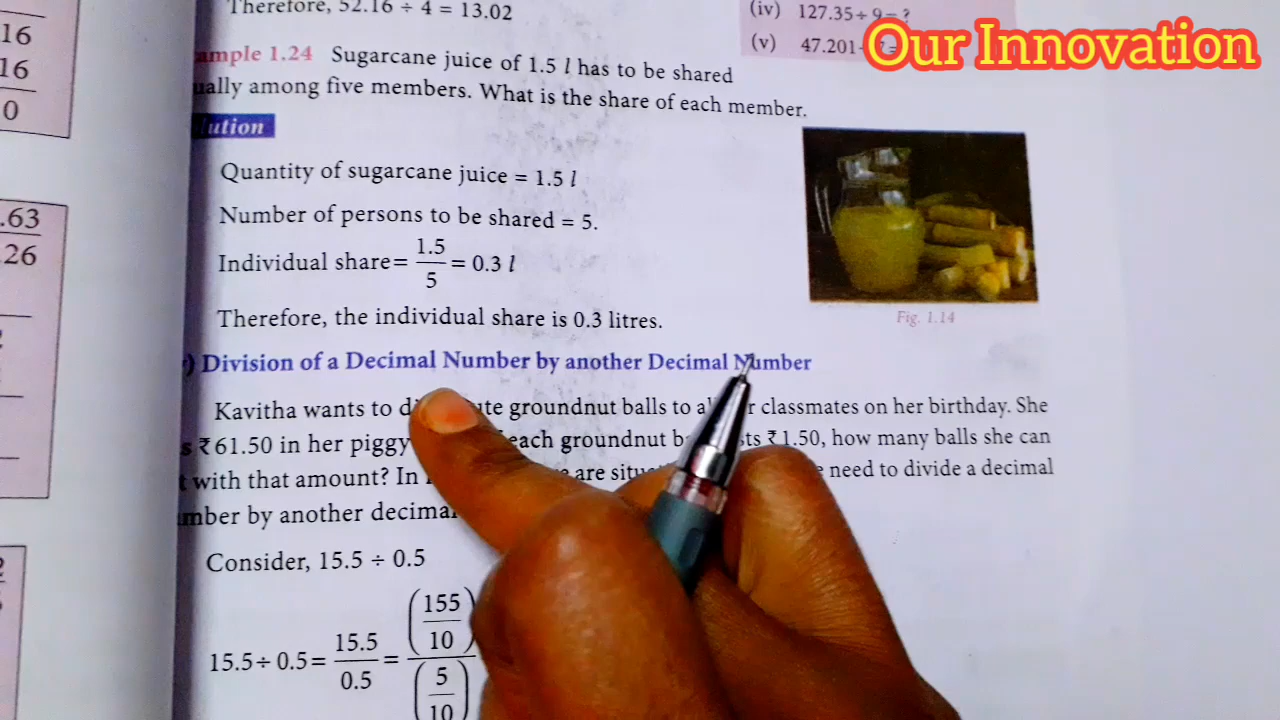 Therefore, 52.16 ÷ 4 = 13.02
(iv) 127.35÷9=?
(v) 47.201÷
Our Innovation
16
16
0
ample 1.24 Sugarcane juice of 1.5 l has to be shared
ually among five members. What is the share of each member.
lution
Quantity of sugarcane juice = 1.5 l
Number of persons to be shared = 5.
Individual share= 1.5/5 = 0.3 l
Therefore, the individual share is 0.3 litres.
Fig. 1.14
.63
.26
) Division of a Decimal Number by another Decimal Number
Kavitha wants to groundnut balls to classmates on her birthday. She
s ₹61.50 in her piggy each groundnut ₹1.50, how many balls she can
t with that amount? In are need to divide a decimal
mber by another decimal
Consider, 15.5 ÷ 0.5
15.5÷ 0.5= 15.5/0.5 = (155/10)/(5/10)